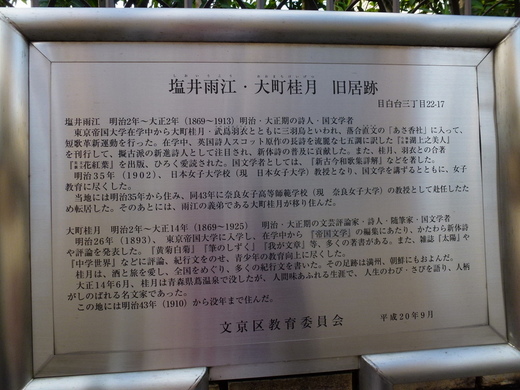 塩井雨江・大町桂月 旧居跡
目白台三丁目22-17
塩井雨江 明治2年~大正2年(1869~1913)明治・大正期の詩人・国文学者
東京帝国大学在学中から大町桂月・武島羽衣とともに三羽烏といわれ、落合直文の『あさ香社』に入って、
短歌革新運動を行った。在学中、英国詩人スコット原作の長詩を流麗な五調に訳した『湖上之美人』
を刊行して、擬古派の新進詩人として注目され、新体詩の普及に貢献した。また、桂月、羽衣との合著
『花紅葉』を出版、ひろく愛読された。国文学者としては、『新古今和歌集詳解』などを著した。
明治35年(1902)、日本女子大学校(現 日本女子大学)教授となり、国文学を講ずるとともに、女子
教育に尽くした。
当地には明治35年から住み、同43年に奈良女子高等師範学校(現 奈良女子大学)の教授として赴任したた
め転居した。そのあとには、雨江の義弟である大町桂月が移り住んだ。
大町桂月 明治2年~大正14年(1869~1925) 明治・大正期の文芸評論家・詩人・随筆家・国文学者
明治26年(1893)、東京帝国大学に入学し、在学中から『帝国文学』の編集にあたり、かたわら新体詩
や評論を発表した。『黄菊白菊』『筆のしずく』『我が文章』等、多くの著書がある。また、雑誌『太陽』や
『中学世界』などに評論、紀行文をのせ、青少年の教育向上に尽した。
桂月は、酒と旅を愛し、全国をめぐり、多くの紀行文を書いた。その足跡は満州、朝鮮にもおよんだ。
大正14年6月、桂月は青森県蔦温泉で没したが、人間味あふれる生涯で、人生のわび・さびを語り、人柄
がしのばれる名文家であった。
この地には明治43年(1910)から没年まで住んだ。
文京区教育委員会 平成20年9月